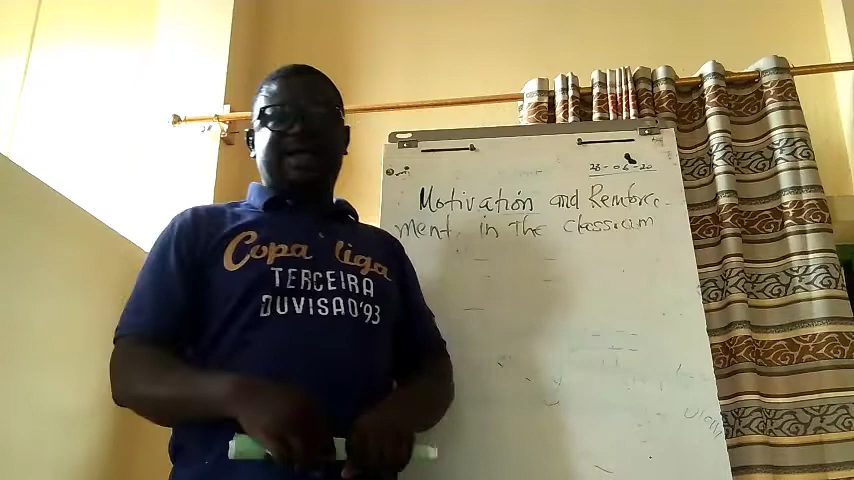 Copa liga
TERCEIRA
DUVISAO'93
28-06-20
Motivation and Reinforce-
ment in The classroom